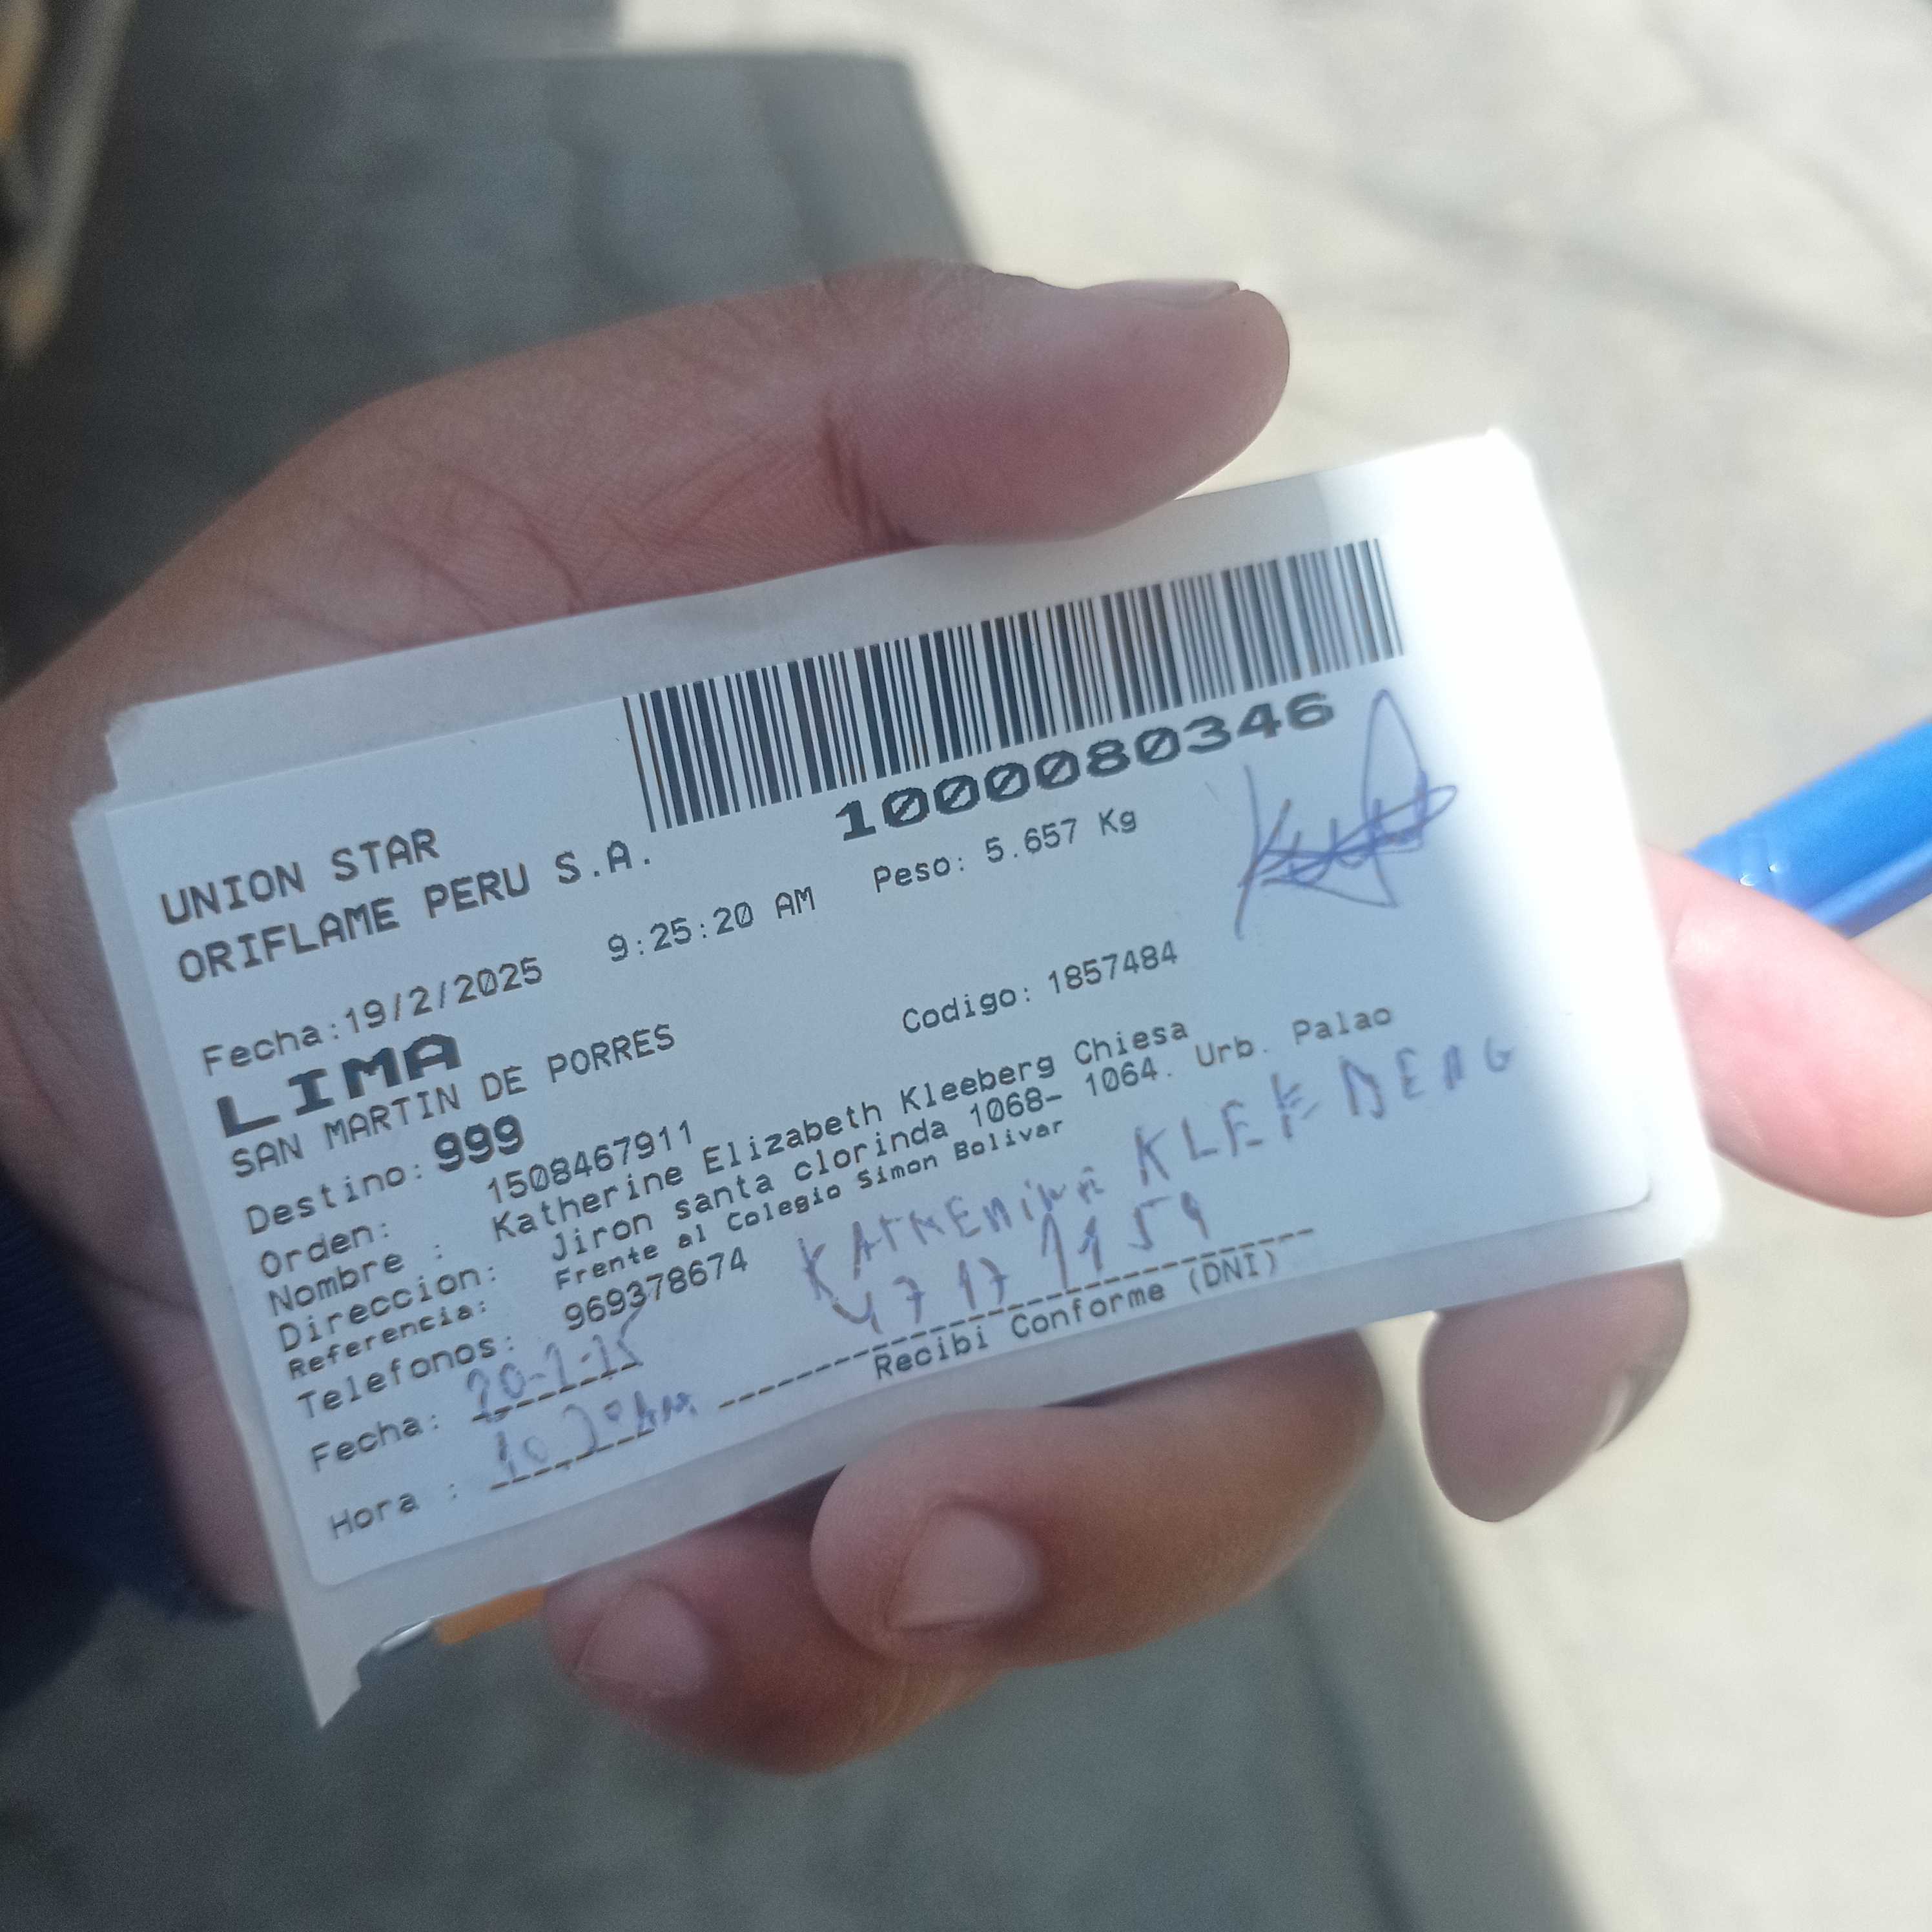 1000080346
UNION STAR
ORIFLAME PERU S.A.
Fecha:19/2/2025 9:25:20 AM Peso: 5.657 Kg
LIMA
SAN MARTIN DE PORRES Codigo: 1857484
Destino: 999
Orden: 1508467911
Nombre : Katherine Elizabeth Kleeberg Chiesa
Direccion: Jiron santa clorinda 1068- 1064. Urb. Palao
Referencia: Frente al Colegio Simon Bolivar
Telefonos: 969378674
Fecha:
Hora :
Recibi Conforme (DNI)